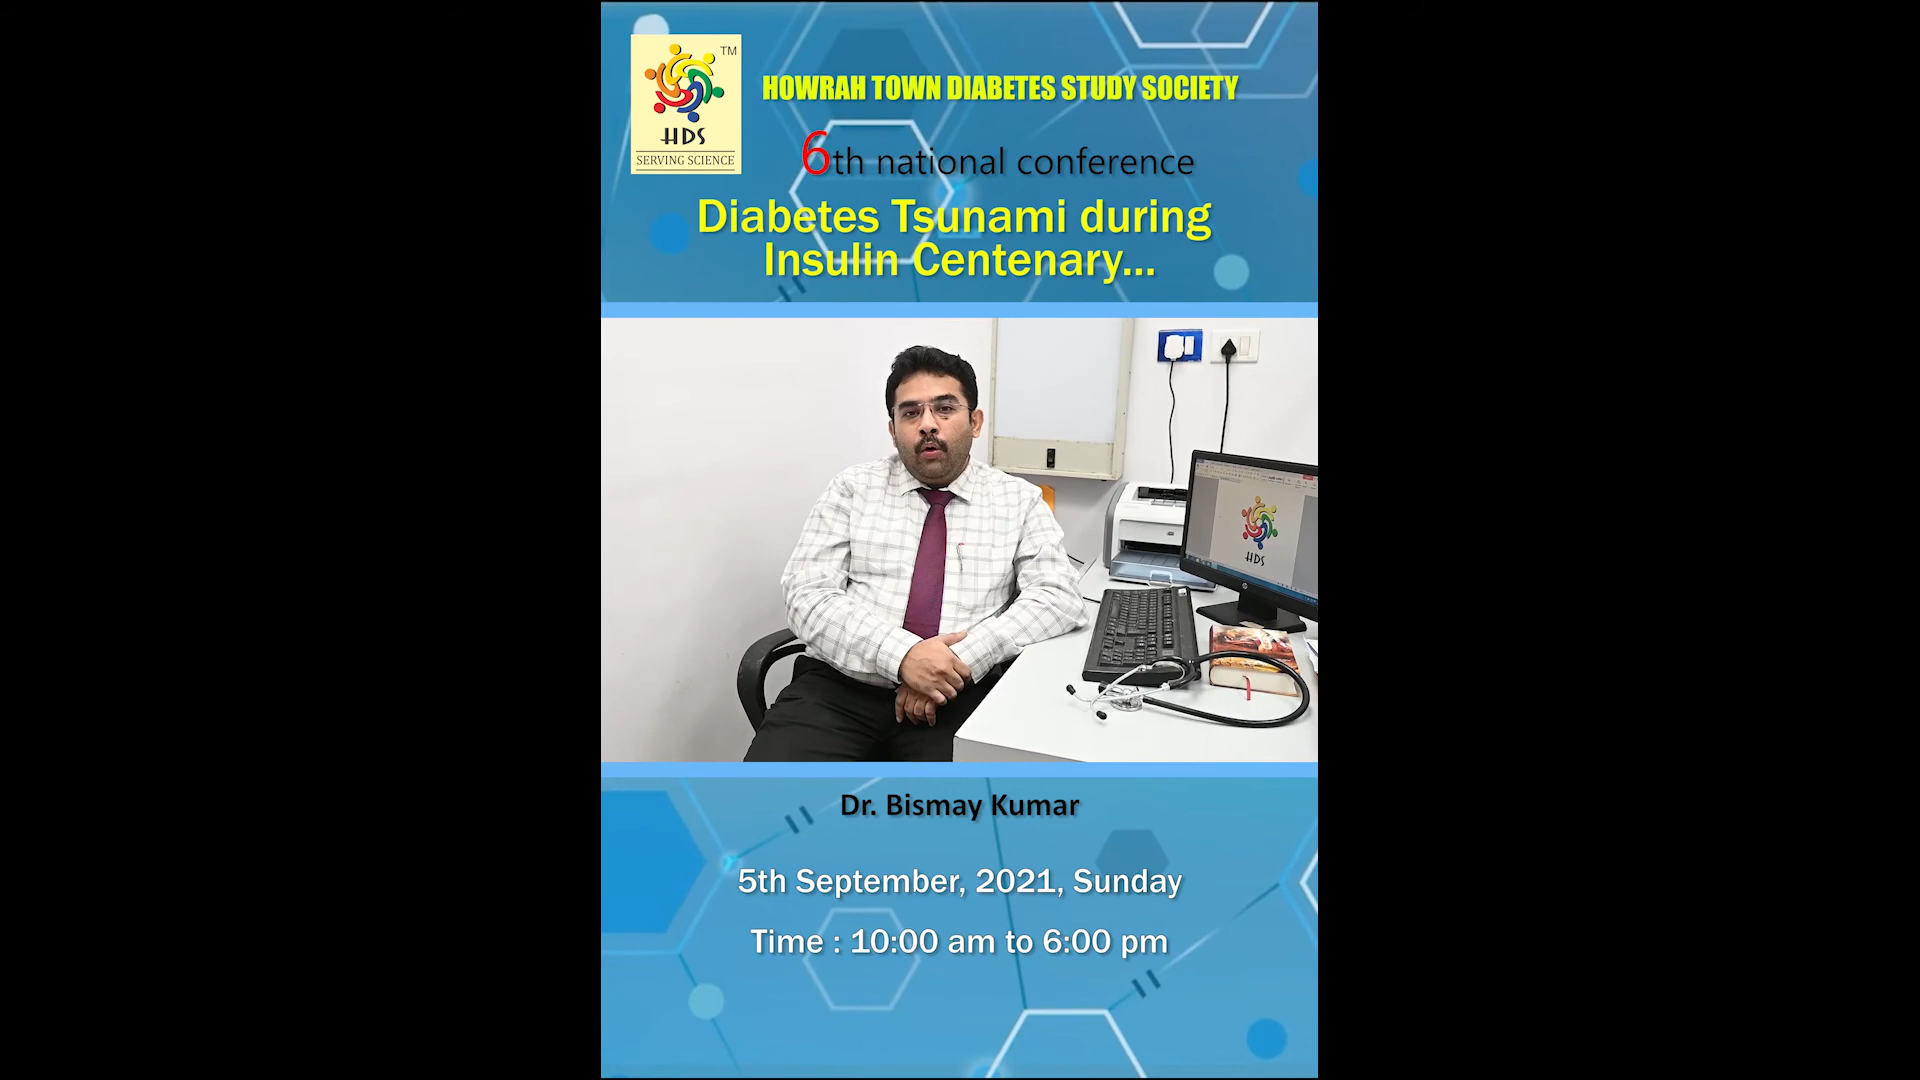 TM
HDS
SERVING SCIENCE
HOWRAH TOWN DIABETES STUDY SOCIETY
6th national conference
Diabetes Tsunami during
Insulin Centenary...
HDS
Dr. Bismay Kumar
5th September, 2021, Sunday
Time : 10:00 am to 6:00 pm